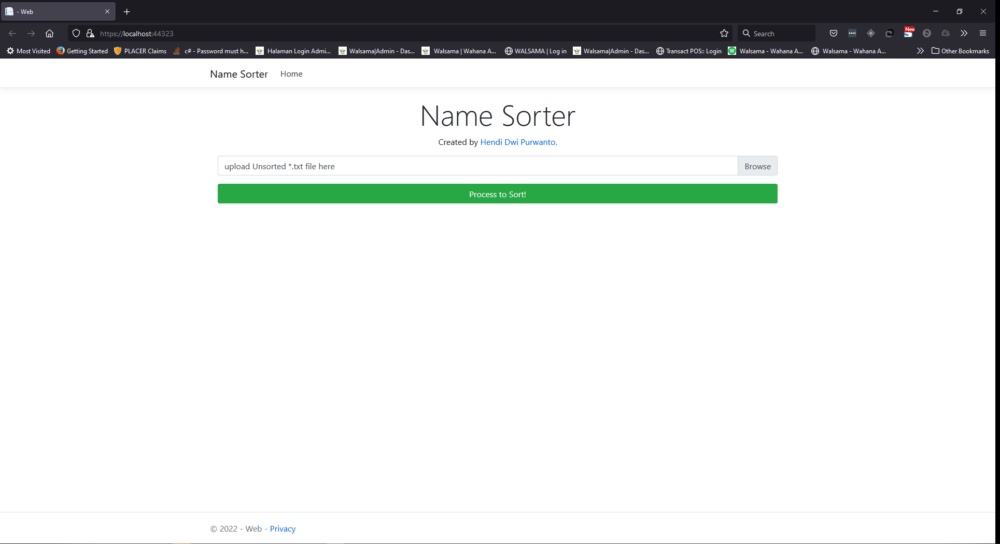 - Web
https://localhost:44323
Search
New
Most Visited
Getting Started
PLACER Claims
c# - Password must h...
Halaman Login Admi...
Walsama|Admin - Das...
Walsama | Wahana A...
WALSAMA | Log in
Walsama|Admin - Das...
Transact POS:: Login
W
Walsama - Wahana A...
Walsama - Wahana A...
Other Bookmarks
Name Sorter
Home
Name Sorter
Created by Hendi Dwi Purwanto.
upload Unsorted *.txt file here
Browse
Process to Sort!
© 2022 - Web - Privacy